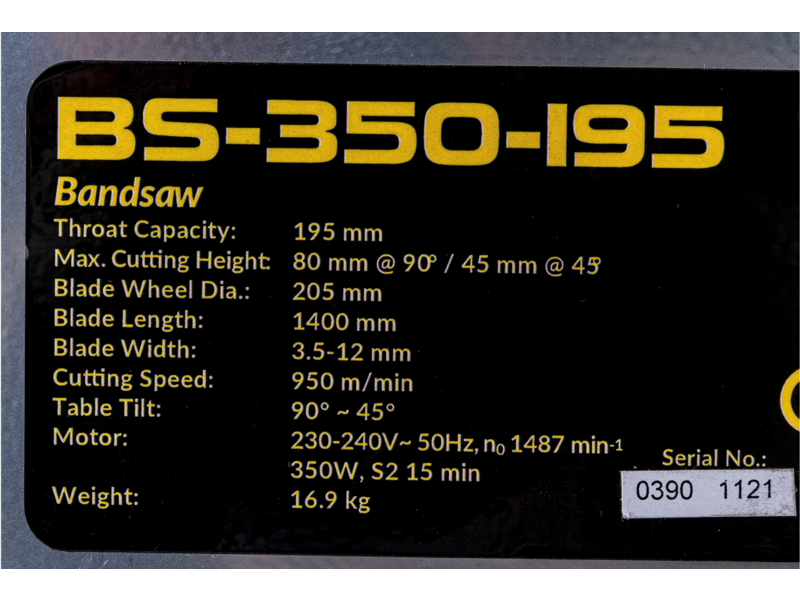 BS-350-195
Bandsaw
Throat Capacity: 195 mm
Max. Cutting Height: 80 mm @ 90° / 45 mm @ 45°
Blade Wheel Dia.: 205 mm
Blade Length: 1400 mm
Blade Width: 3.5-12 mm
Cutting Speed: 950 m/min
Table Tilt: 90° ~ 45°
Motor: 230-240V~ 50Hz, n₀ 1487 min⁻¹
350W, S2 15 min
Weight: 16.9 kg
Serial No.:
0390 1121